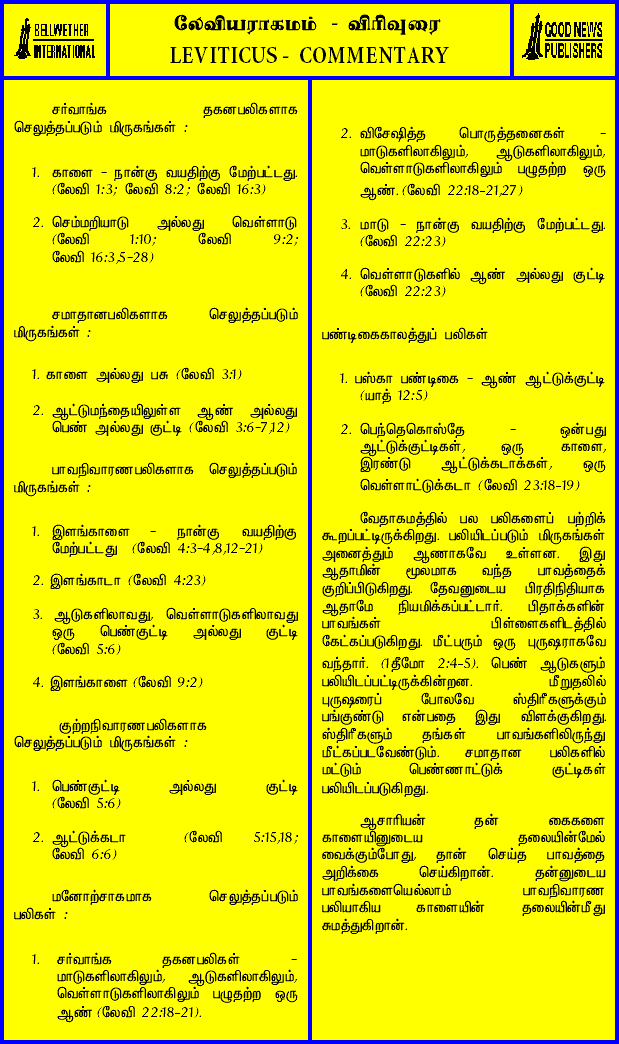 BELLWETHER
INTERNATIONAL
லேவியராகமம் - விரிவுரை
LEVITICUS - COMMENTARY
GOOD NEWS
PUBLISHERS
சர்வாங்க தகனபலிகளாக
செலுத்தப்படும் மிருகங்கள் :
1. காளை - நான்கு வயதிற்கு மேற்பட்டது.
(லேவி 1:3; லேவி 8:2; லேவி 16:3)
2. செம்மறியாடு அல்லது வெள்ளாடு
(லேவி 1:10; லேவி 9:2;
லேவி 16:3,5-28)
சமாதானபலிகளாக செலுத்தப்படும்
மிருகங்கள் :
1. காளை அல்லது பசு (லேவி 3:1)
2. ஆட்டுமந்தையிலுள்ள ஆண் அல்லது
பெண் அல்லது குட்டி (லேவி 3:6-7,12)
பாவநிவாரணபலிகளாக செலுத்தப்படும்
மிருகங்கள் :
1. இளங்காளை - நான்கு வயதிற்கு
மேற்பட்டது (லேவி 4:3-4,8,12-21)
2. இளங்காடா (லேவி 4:23)
3. ஆடுகளிலாவது, வெள்ளாடுகளிலாவது
ஒரு பெண்குட்டி அல்லது குட்டி
(லேவி 5:6)
4. இளங்காளை (லேவி 9:2)
குற்றநிவாரணபலிகளாக
செலுத்தப்படும் மிருகங்கள் :
1. பெண்குட்டி அல்லது குட்டி
(லேவி 5:6)
2. ஆட்டுக்கடா (லேவி 5:15,18;
லேவி 6:6)
மனோற்சாகமாக செலுத்தப்படும்
பலிகள் :
1. சர்வாங்க தகனபலிகள் -
மாடுகளிலாகிலும், ஆடுகளிலாகிலும்,
வெள்ளாடுகளிலாகிலும் பழுதற்ற ஒரு
ஆண் (லேவி 22:18-21).
2. விசேஷித்த பொருத்தனைகள் -
மாடுகளிலாகிலும், ஆடுகளிலாகிலும்,
வெள்ளாடுகளிலாகிலும் பழுதற்ற ஒரு
ஆண். (லேவி 22:18-21,27)
3. மாடு - நான்கு வயதிற்கு மேற்பட்டது.
(லேவி 22:23)
4. வெள்ளாடுகளில் ஆண் அல்லது குட்டி
(லேவி 22:23)
பண்டிகைகாலத்துப் பலிகள்
1. பஸ்கா பண்டிகை - ஆண் ஆட்டுக்குட்டி
(யாத் 12:5)
2. பெந்தெகொஸ்தே - ஒன்பது
ஆட்டுக்குட்டிகள், ஒரு காளை,
இரண்டு ஆட்டுக்கடாக்கள், ஒரு
வெள்ளாட்டுக்கடா (லேவி 23:18-19)
வேதாகமத்தில் பல பலிகளைப் பற்றிக்
கூறப்பட்டிருக்கிறது. பலியிடப்படும் மிருகங்கள்
அனைத்தும் ஆணாகவே உள்ளன. இது
ஆதாமின் மூலமாக வந்த பாவத்தைக்
குறிப்பிடுகிறது. தேவனுடைய பிரதிநிதியாக
ஆதாமே நியமிக்கப்பட்டார். பிதாக்களின்
பாவங்கள் பிள்ளைகளிடத்தில்
கேட்கப்படுகிறது. மீட்பரும் ஒரு புருஷராகவே
வந்தார். (1தீமோ 2:4-5). பெண் ஆடுகளும்
பலியிடப்பட்டிருக்கின்றன. மீறுதலில்
புருஷரைப் போலவே ஸ்திரீகளுக்கும்
பங்குண்டு என்பதை இது விளக்குகிறது.
ஸ்திரீகளும் தங்கள் பாவங்களிலிருந்து
மீட்கப்படவேண்டும். சமாதான பலிகளில்
மட்டும் பெண்ணாட்டுக் குட்டிகள்
பலியிடப்படுகிறது.
ஆசாரியன் தன் கைகளை
காளையினுடைய தலையின்மேல்
வைக்கும்போது, தான் செய்த பாவத்தை
அறிக்கை செய்கிறான். தன்னுடைய
பாவங்களையெல்லாம் பாவநிவாரண
பலியாகிய காளையின் தலையின்மீது
சுமத்துகிறான்.